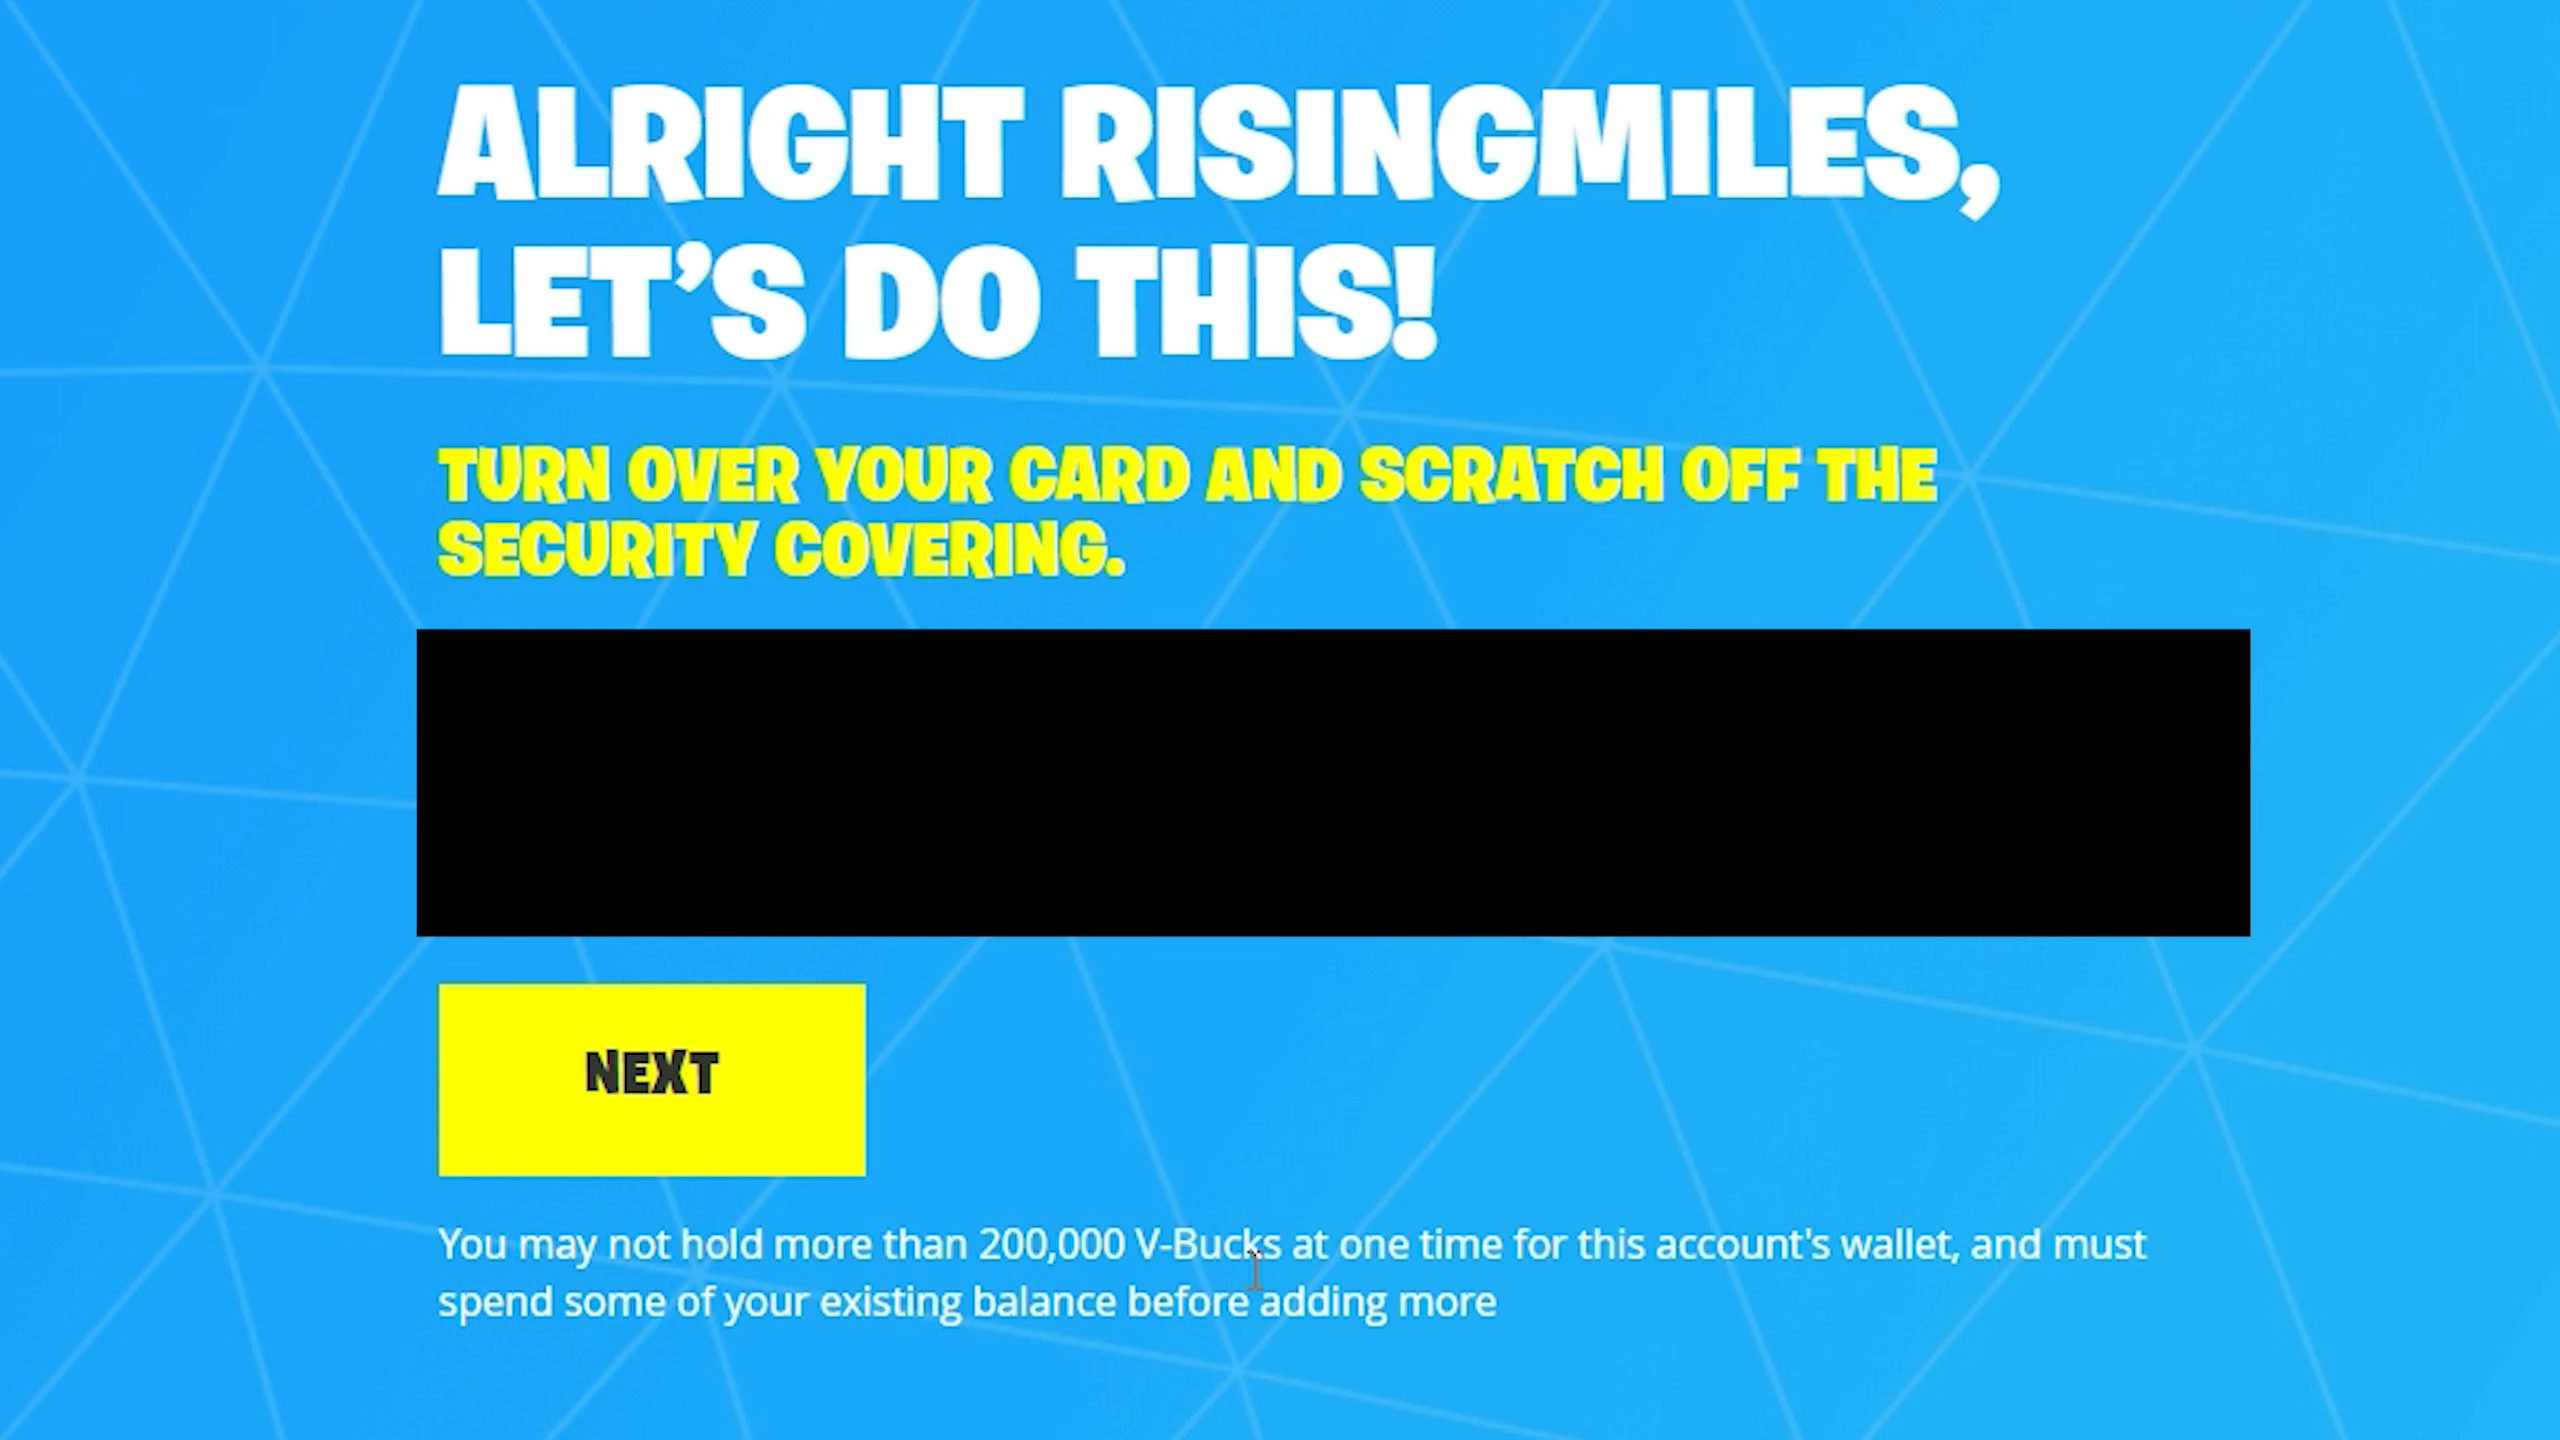 ALRIGHT RISINGMILES,
LET’S DO THIS!
TURN OVER YOUR CARD AND SCRATCH OFF THE
SECURITY COVERING.
NEXT
You may not hold more than 200,000 V-Bucks at one time for this account's wallet, and must
spend some of your existing balance before adding more